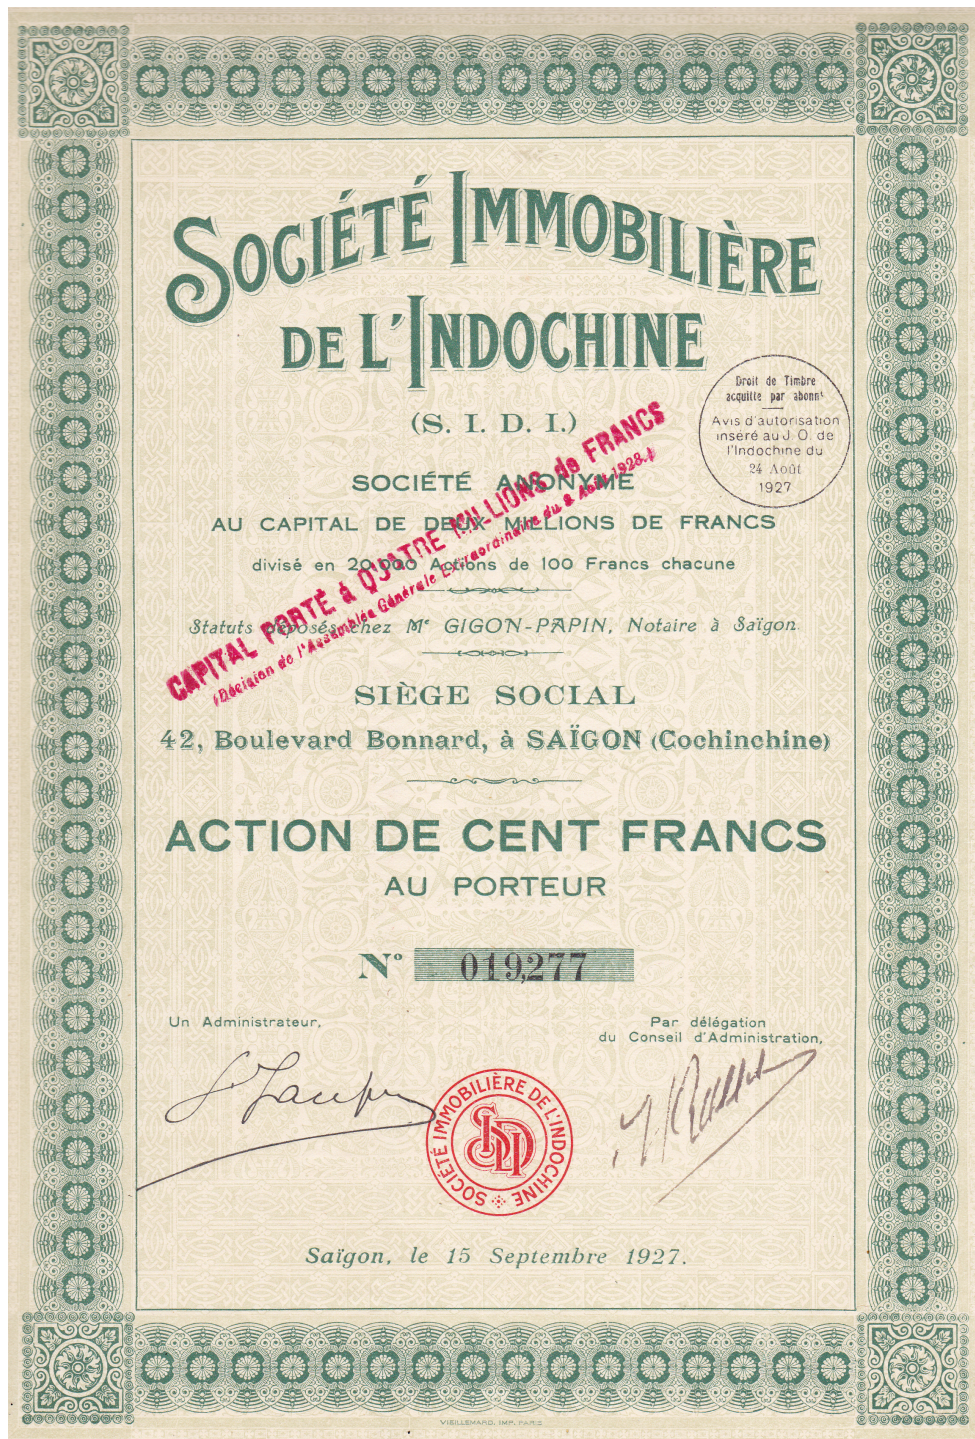 SOCIÉTÉ IMMOBILIÈRE
DE L'INDOCHINE
(S. I. D. I.)
Droit de Timbre
acquitté par abonnt
Avis d'autorisation
inséré au J. O. de
l'Indochine du
24 Août
1927
SOCIÉTÉ ANONYME
AU CAPITAL DE DEUX MILLIONS DE FRANCS
divisé en 20.000 Actions de 100 Francs chacune
CAPITAL PORTÉ à QUATRE MILLIONS de FRANCS
(Décision de l'Assemblée Générale Extraordinaire du 2 Août 1928.)
Statuts déposés chez Me GIGON-PAPIN, Notaire à Saïgon.
SIÈGE SOCIAL
42, Boulevard Bonnard, à SAÏGON (Cochinchine)
ACTION DE CENT FRANCS
AU PORTEUR
No 019,277
Un Administrateur,
Par délégation
du Conseil d'Administration,
SOCIÉTÉ IMMOBILIÈRE DE L'INDOCHINE
SIDI
Saïgon, le 15 Septembre 1927.
VIEILLEMARD, IMP. PARIS